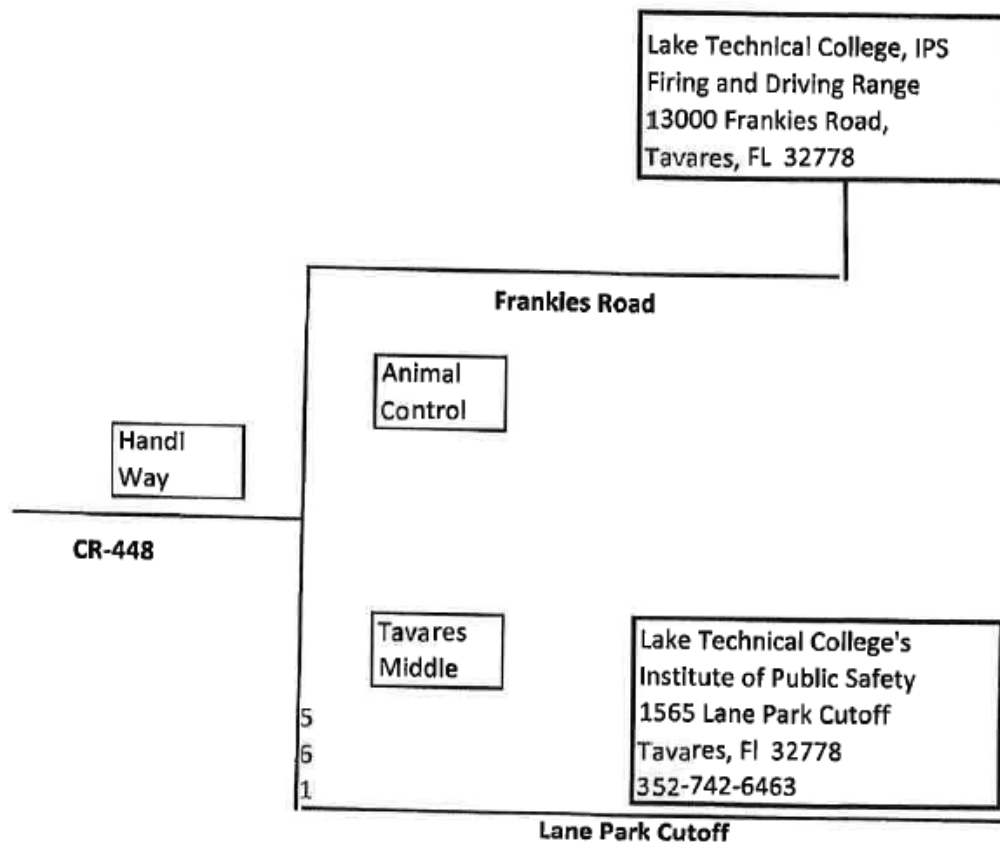 Lake Technical College, IPS
Firing and Driving Range
13000 Frankies Road,
Tavares, FL 32778
Frankies Road
Animal
Control
Handi
Way
CR-448
Tavares
Middle
Lake Technical College's
Institute of Public Safety
1565 Lane Park Cutoff
Tavares, Fl 32778
352-742-6463
5
6
1
Lane Park Cutoff